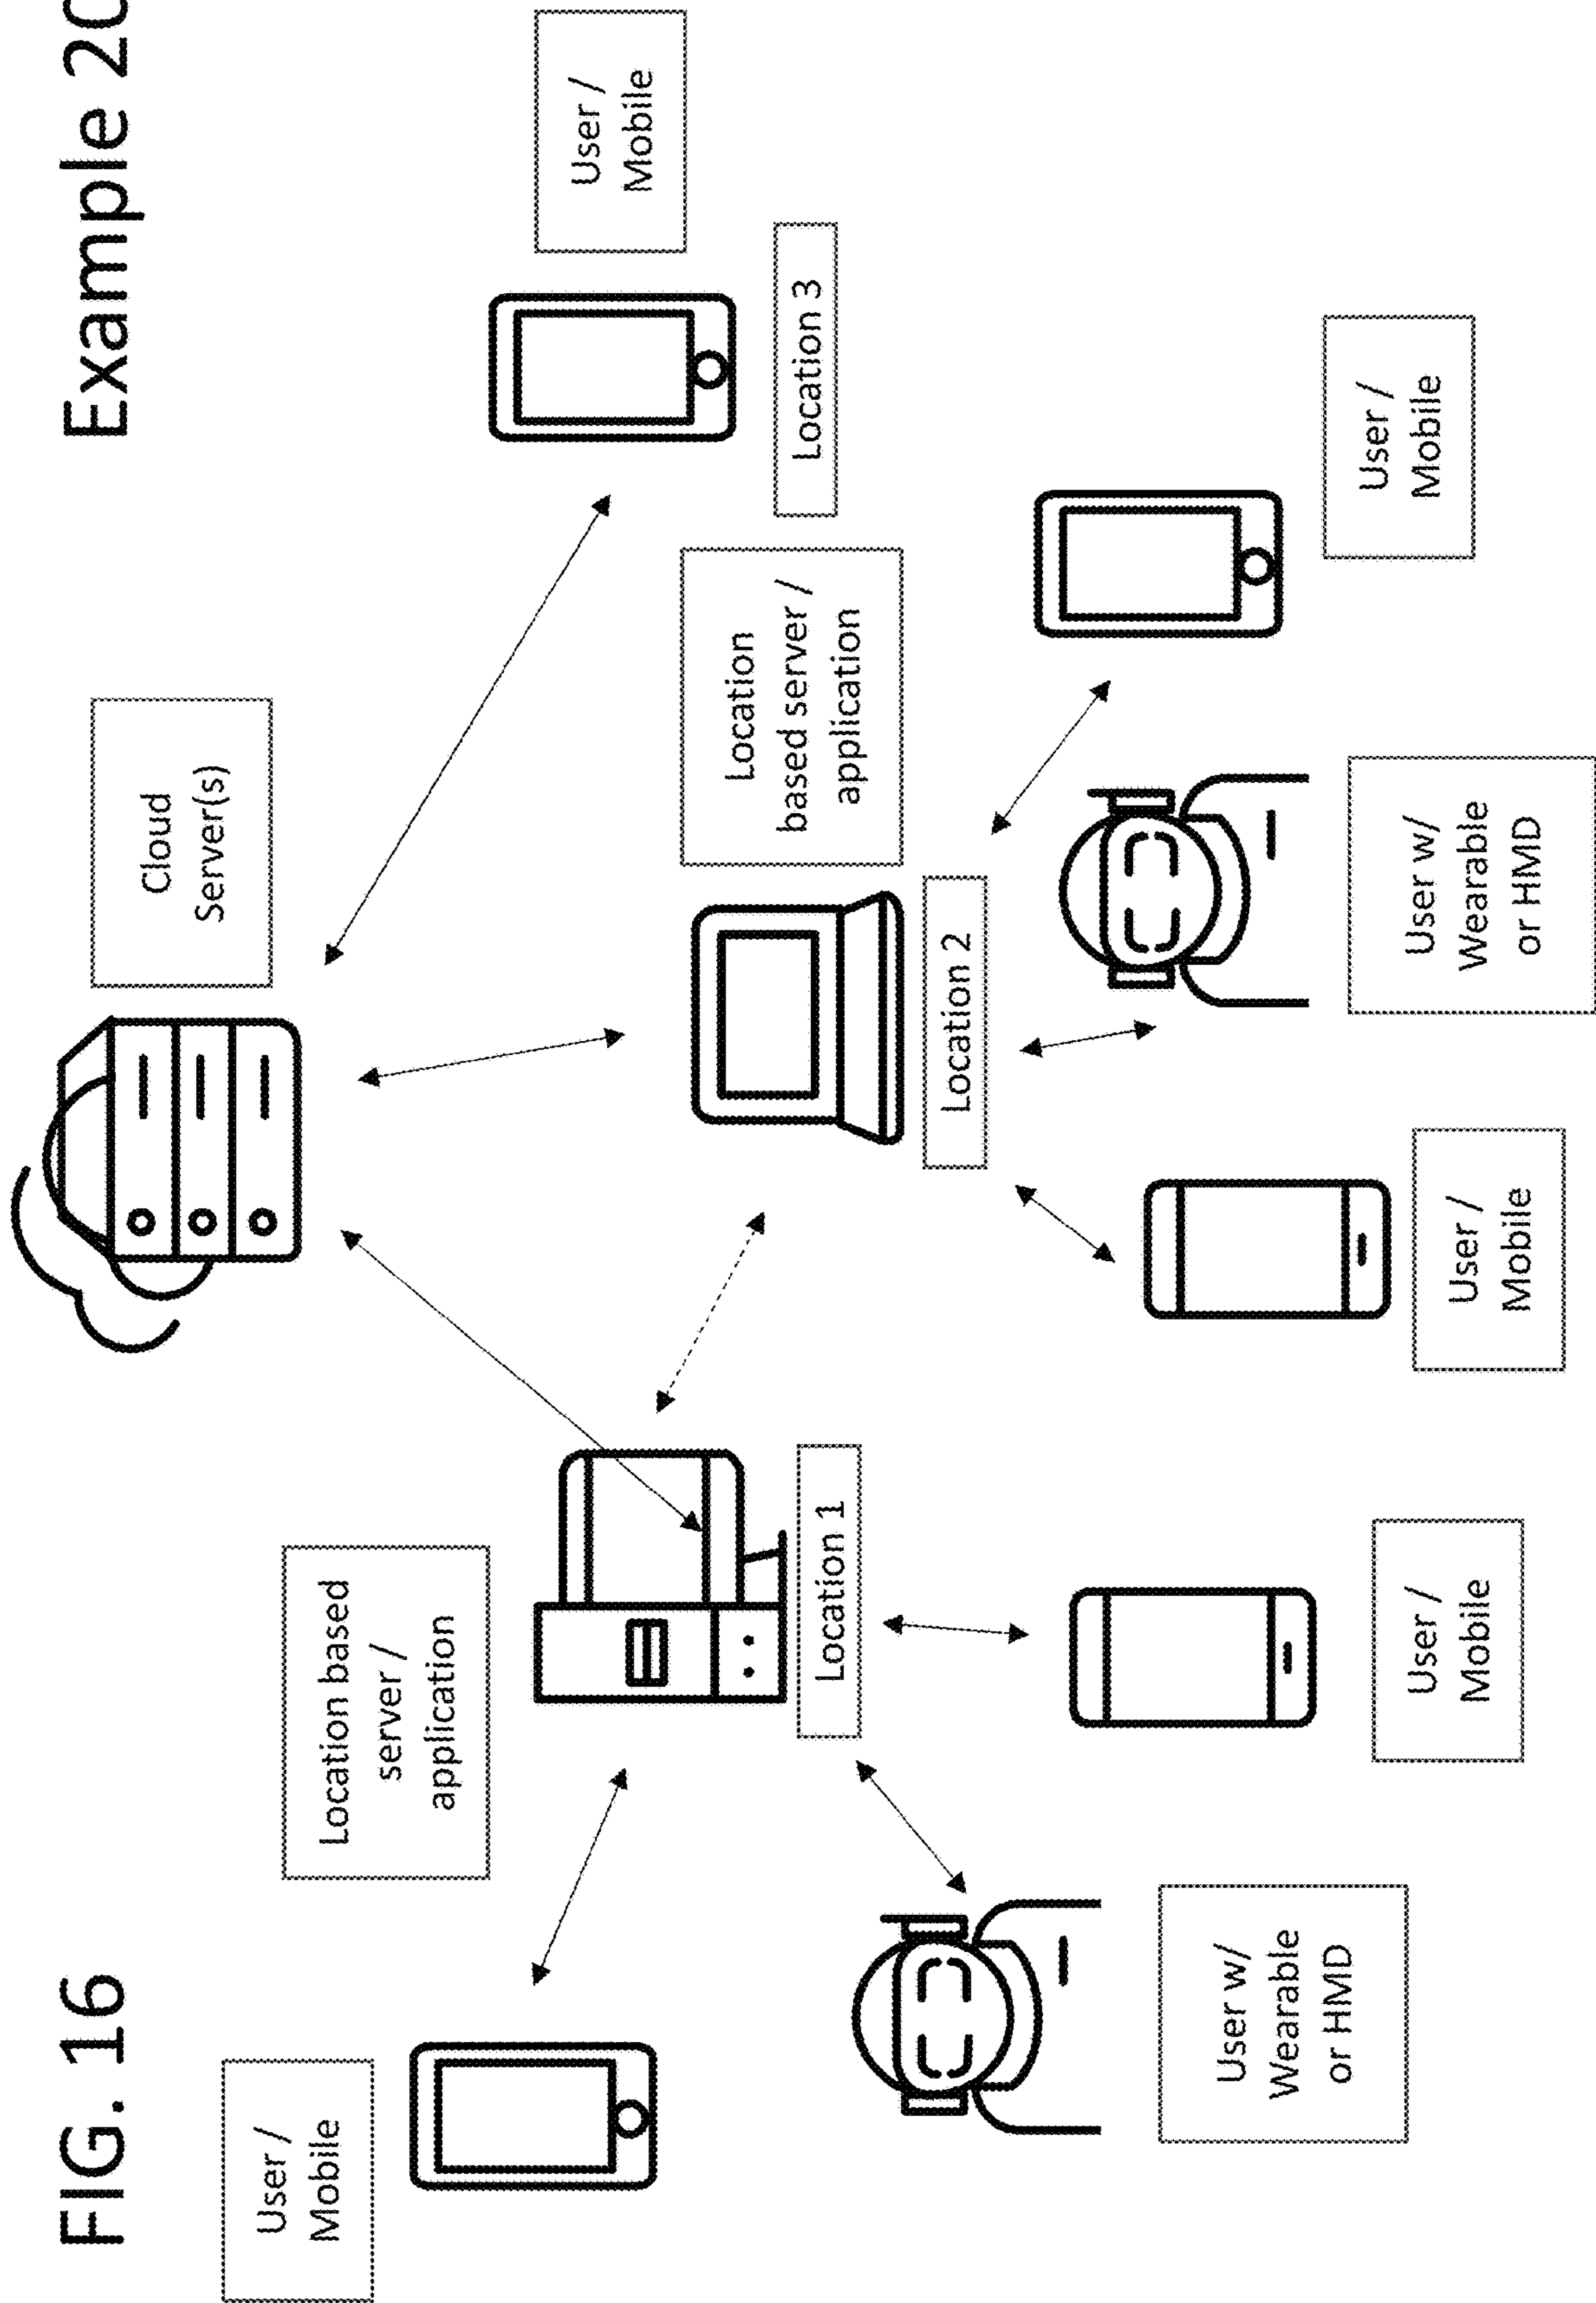 FIG. 16
Example 20
Cloud
Server(s)
User /
Mobile
Location based
server /
application
User /
Mobile
Location
based server /
application
Location 3
Location 1
Location 2
User w/
Wearable
or HMD
User /
Mobile
User /
Mobile
User w/
Wearable
or HMD
User /
Mobile